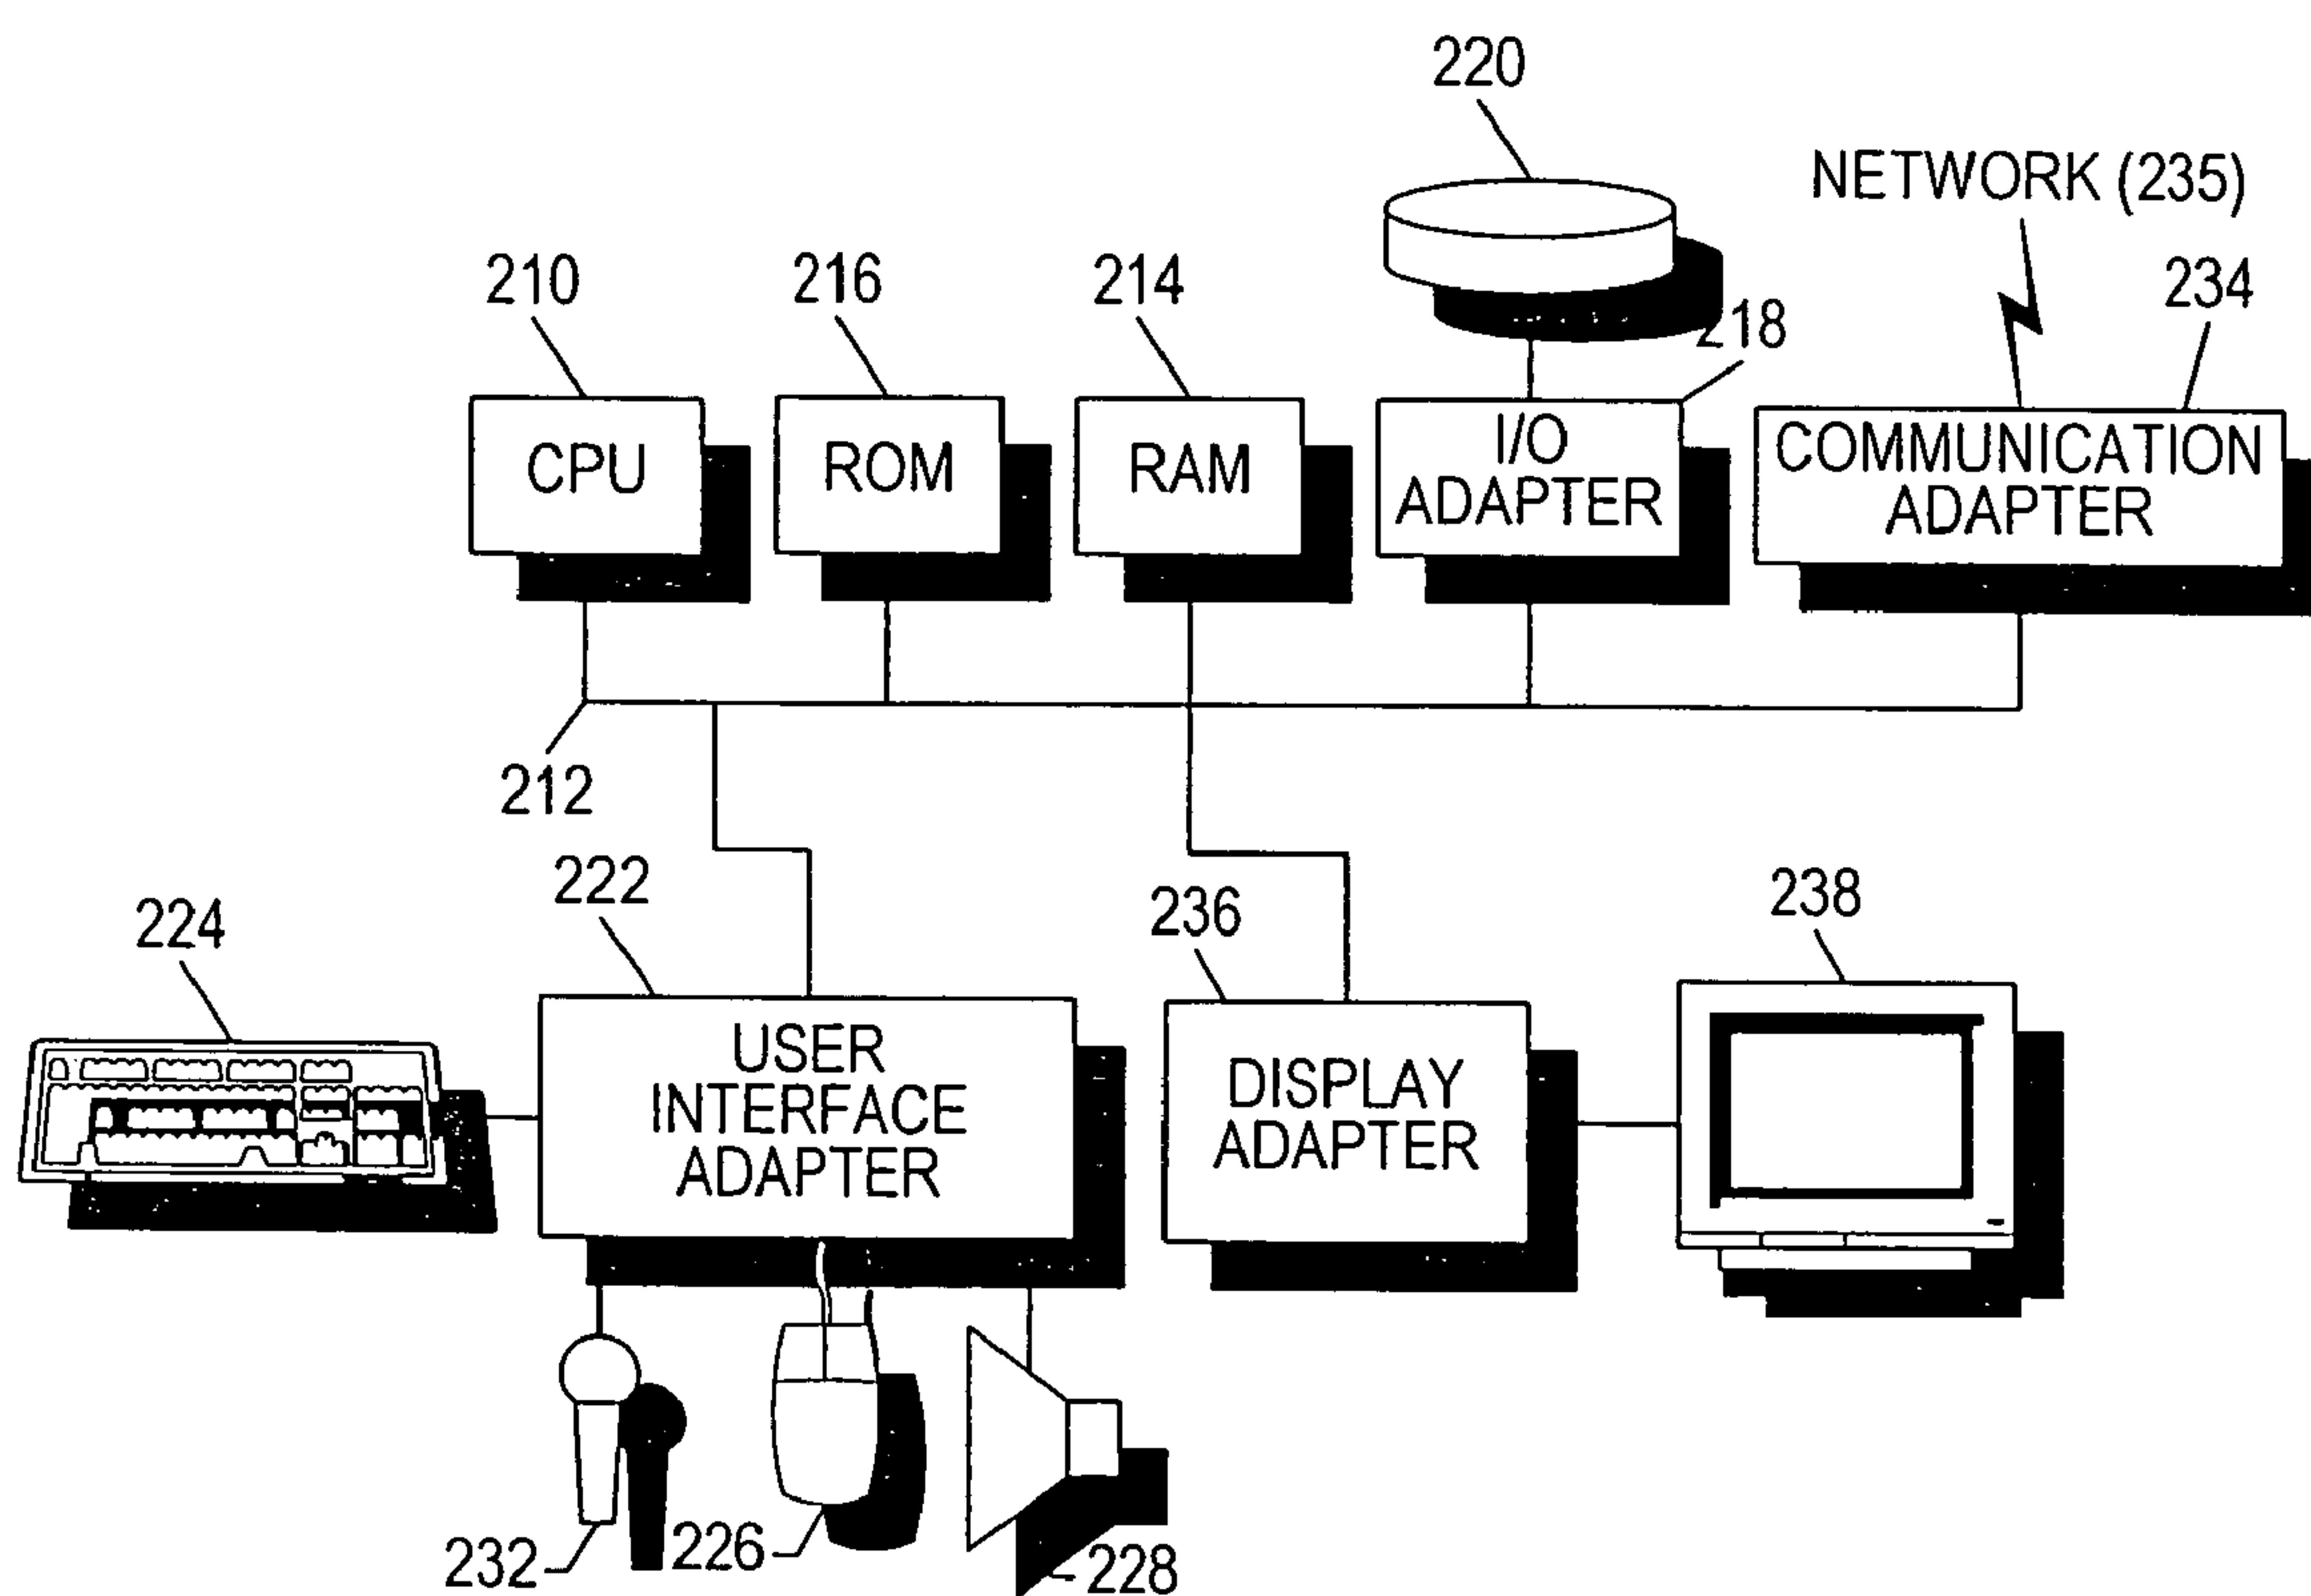 220
NETWORK (235)
210
216
214
218
234
CPU
ROM
RAM
I/O
ADAPTER
COMMUNICATION
ADAPTER
212
222
224
236
238
USER
INTERFACE
ADAPTER
DISPLAY
ADAPTER
232
226
228